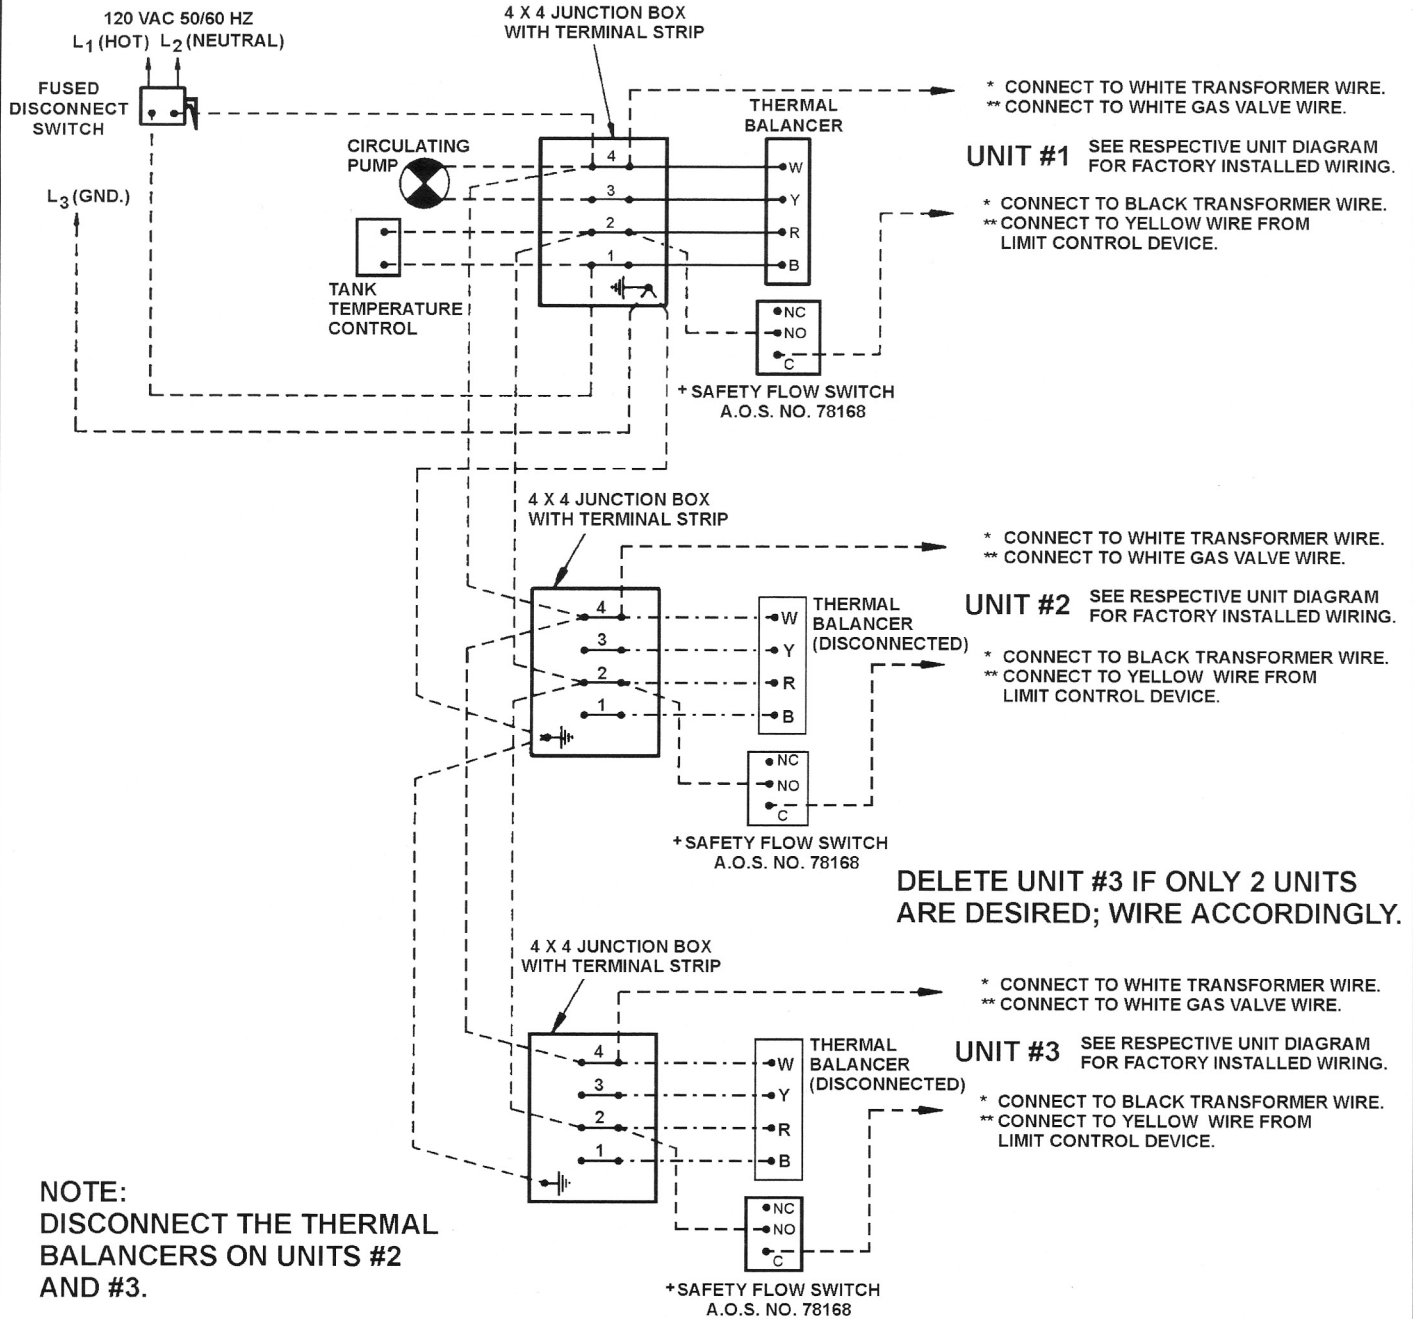 120 VAC 50/60 HZ
L1 (HOT) L2 (NEUTRAL)
FUSED
DISCONNECT
SWITCH
L3 (GND.)
4 X 4 JUNCTION BOX
WITH TERMINAL STRIP
CIRCULATING
PUMP
TANK
TEMPERATURE
CONTROL
4
3
2
1
THERMAL
BALANCER
W
Y
R
B
NC
NO
C
+ SAFETY FLOW SWITCH
A.O.S. NO. 78168
* CONNECT TO WHITE TRANSFORMER WIRE.
** CONNECT TO WHITE GAS VALVE WIRE.
UNIT #1
SEE RESPECTIVE UNIT DIAGRAM
FOR FACTORY INSTALLED WIRING.
* CONNECT TO BLACK TRANSFORMER WIRE.
** CONNECT TO YELLOW WIRE FROM
LIMIT CONTROL DEVICE.
4 X 4 JUNCTION BOX
WITH TERMINAL STRIP
4
3
2
1
W
Y
R
B
THERMAL
BALANCER
(DISCONNECTED)
NC
NO
C
+ SAFETY FLOW SWITCH
A.O.S. NO. 78168
* CONNECT TO WHITE TRANSFORMER WIRE.
** CONNECT TO WHITE GAS VALVE WIRE.
UNIT #2
SEE RESPECTIVE UNIT DIAGRAM
FOR FACTORY INSTALLED WIRING.
* CONNECT TO BLACK TRANSFORMER WIRE.
** CONNECT TO YELLOW WIRE FROM
LIMIT CONTROL DEVICE.
DELETE UNIT #3 IF ONLY 2 UNITS
ARE DESIRED; WIRE ACCORDINGLY.
4 X 4 JUNCTION BOX
WITH TERMINAL STRIP
4
3
2
1
W
Y
R
B
THERMAL
BALANCER
(DISCONNECTED)
NC
NO
C
+ SAFETY FLOW SWITCH
A.O.S. NO. 78168
* CONNECT TO WHITE TRANSFORMER WIRE.
** CONNECT TO WHITE GAS VALVE WIRE.
UNIT #3
SEE RESPECTIVE UNIT DIAGRAM
FOR FACTORY INSTALLED WIRING.
* CONNECT TO BLACK TRANSFORMER WIRE.
** CONNECT TO YELLOW WIRE FROM
LIMIT CONTROL DEVICE.
NOTE:
DISCONNECT THE THERMAL
BALANCERS ON UNITS #2
AND #3.